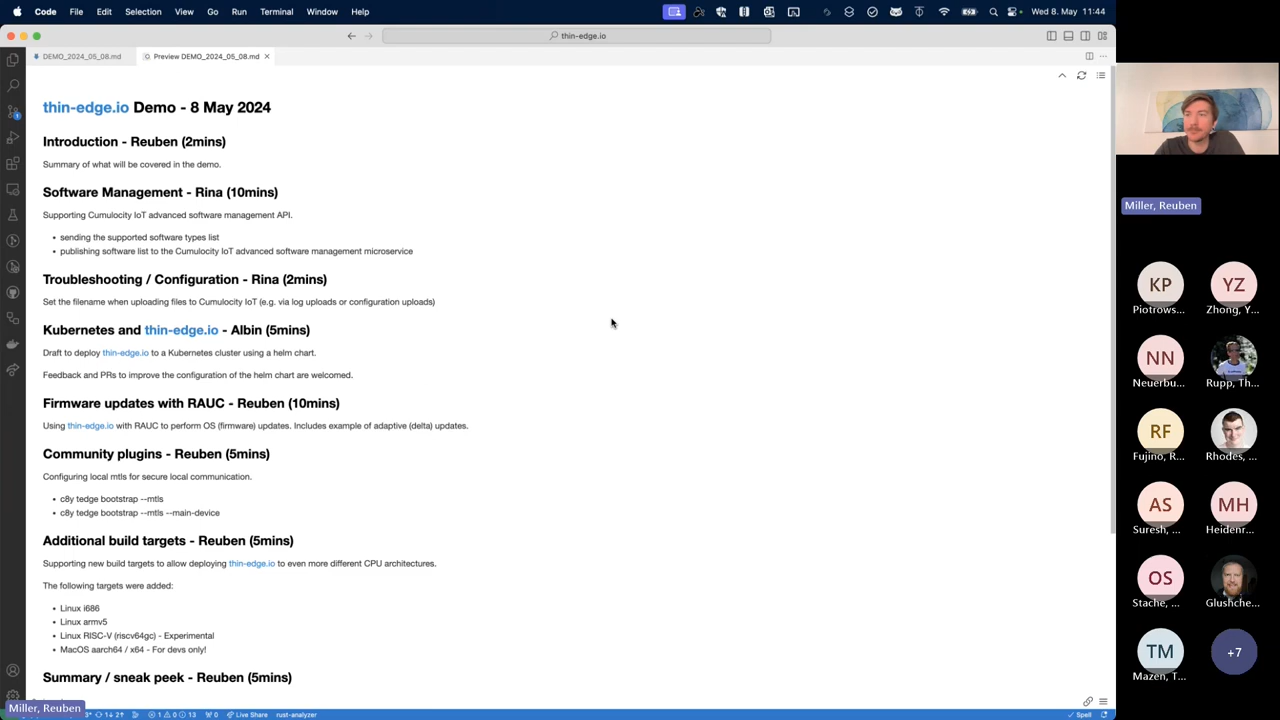 Code File Edit Selection View Go Run Terminal Window Help Wed 8. May 11:44
thin-edge.io
DEMO_2024_05_08.md Preview DEMO_2024_05_08.md
thin-edge.io Demo - 8 May 2024
Introduction - Reuben (2mins)
Summary of what will be covered in the demo.
Software Management - Rina (10mins)
Supporting Cumulocity IoT advanced software management API.
• sending the supported software types list
• publishing software list to the Cumulocity IoT advanced software management microservice
Troubleshooting / Configuration - Rina (2mins)
Set the filename when uploading files to Cumulocity IoT (e.g. via log uploads or configuration uploads)
Kubernetes and thin-edge.io - Albin (5mins)
Draft to deploy thin-edge.io to a Kubernetes cluster using a helm chart.
Feedback and PRs to improve the configuration of the helm chart are welcomed.
Firmware updates with RAUC - Reuben (10mins)
Using thin-edge.io with RAUC to perform OS (firmware) updates. Includes example of adaptive (delta) updates.
Community plugins - Reuben (5mins)
Configuring local mtls for secure local communication.
• c8y tedge bootstrap --mtls
• c8y tedge bootstrap --mtls --main-device
Additional build targets - Reuben (5mins)
Supporting new build targets to allow deploying thin-edge.io to even more different CPU architectures.
The following targets were added:
• Linux i686
• Linux armv5
• Linux RISC-V (riscv64gc) - Experimental
• MacOS aarch64 / x64 - For devs only!
Summary / sneak peek - Reuben (5mins)
Miller, Reuben
1 0 13 0 Live Share rust-analyzer Spell
Miller, Reuben
KP YZ
Piotrows... Zhong, Y...
NN
Neuerbu... Rupp, Th...
RF
Fujino, R... Rhodes, ...
AS MH
Suresh, ... Heidenr...
OS
Stache, ... Glushche...
TM +7
Mazen, T...